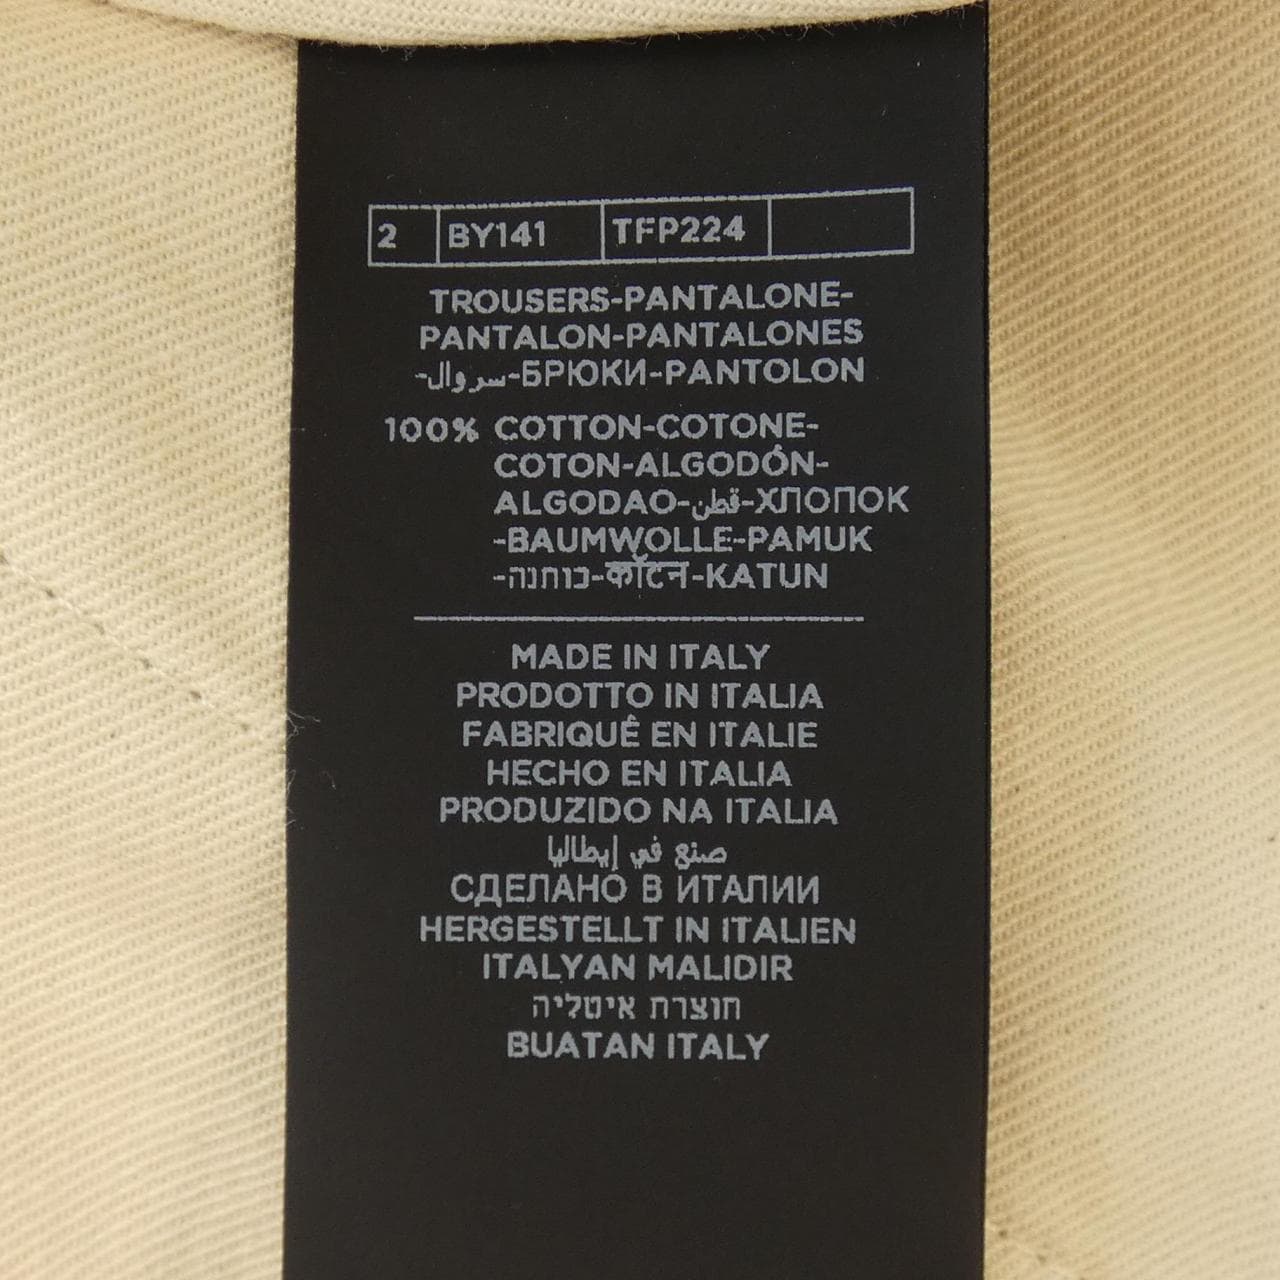 2 BY141 TFP224
TROUSERS-PANTALONE-
PANTALON-PANTALONES
-سروال-БРЮКИ-PANTOLON
100% COTTON-COTONE-
COTON-ALGODÓN-
ALGODAO-قطن-ХЛОПОК
-BAUMWOLLE-PAMUK
-כותנה-कॉटन-KATUN
MADE IN ITALY
PRODOTTO IN ITALIA
FABRIQUÊ EN ITALIE
HECHO EN ITALIA
PRODUZIDO NA ITALIA
صنع في إيطاليا
СДЕЛАНО В ИТАЛИИ
HERGESTELLT IN ITALIEN
ITALYAN MALIDIR
תוצרת איטליה
BUATAN ITALY